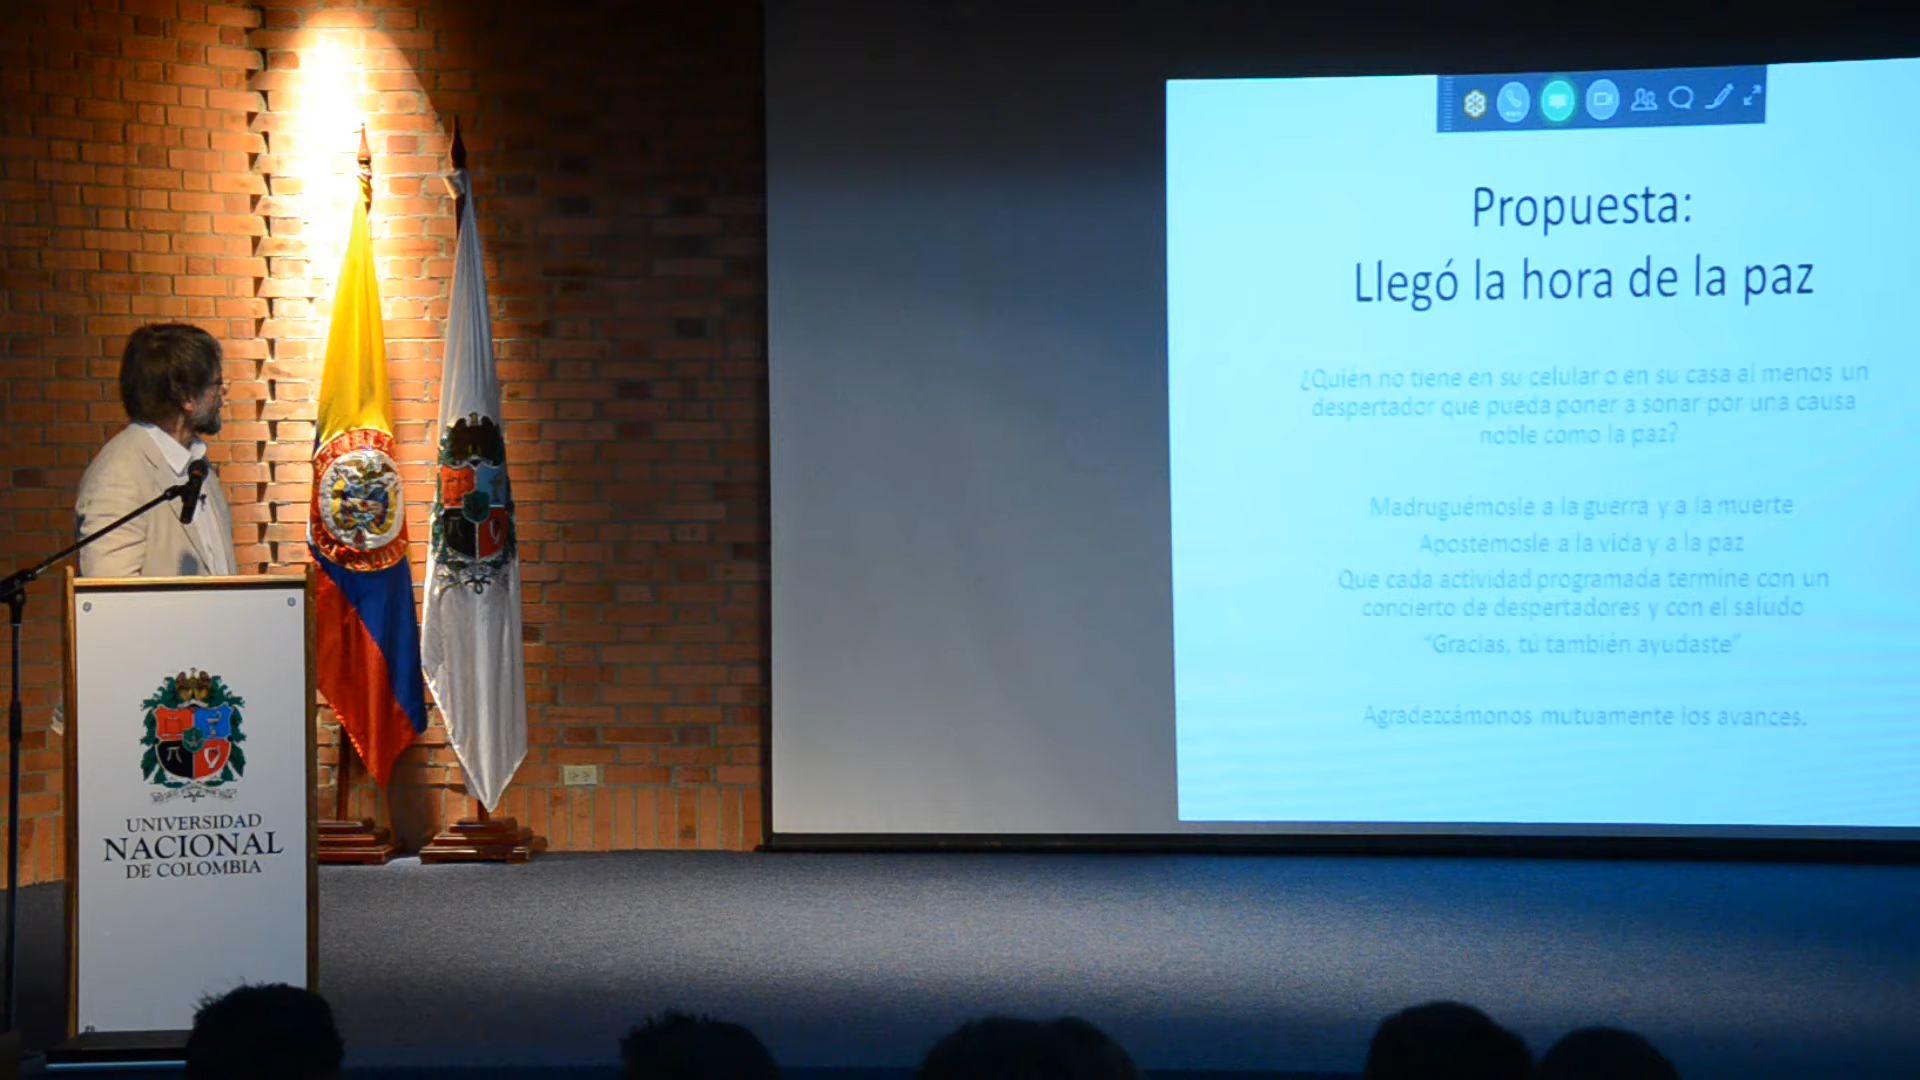 Propuesta:
Llegó la hora de la paz
¿Quién no tiene en su celular o en su casa al menos un
despertador que pueda poner a sonar por una causa
noble como la paz?
Madruguémosle a la guerra y a la muerte
Apostémosle a la vida y a la paz
Que cada actividad programada termine con un
concierto de despertadores y con el saludo
“Gracias, tú también ayudaste”
Agradezcámonos mutuamente los avances.
UNIVERSIDAD
NACIONAL
DE COLOMBIA